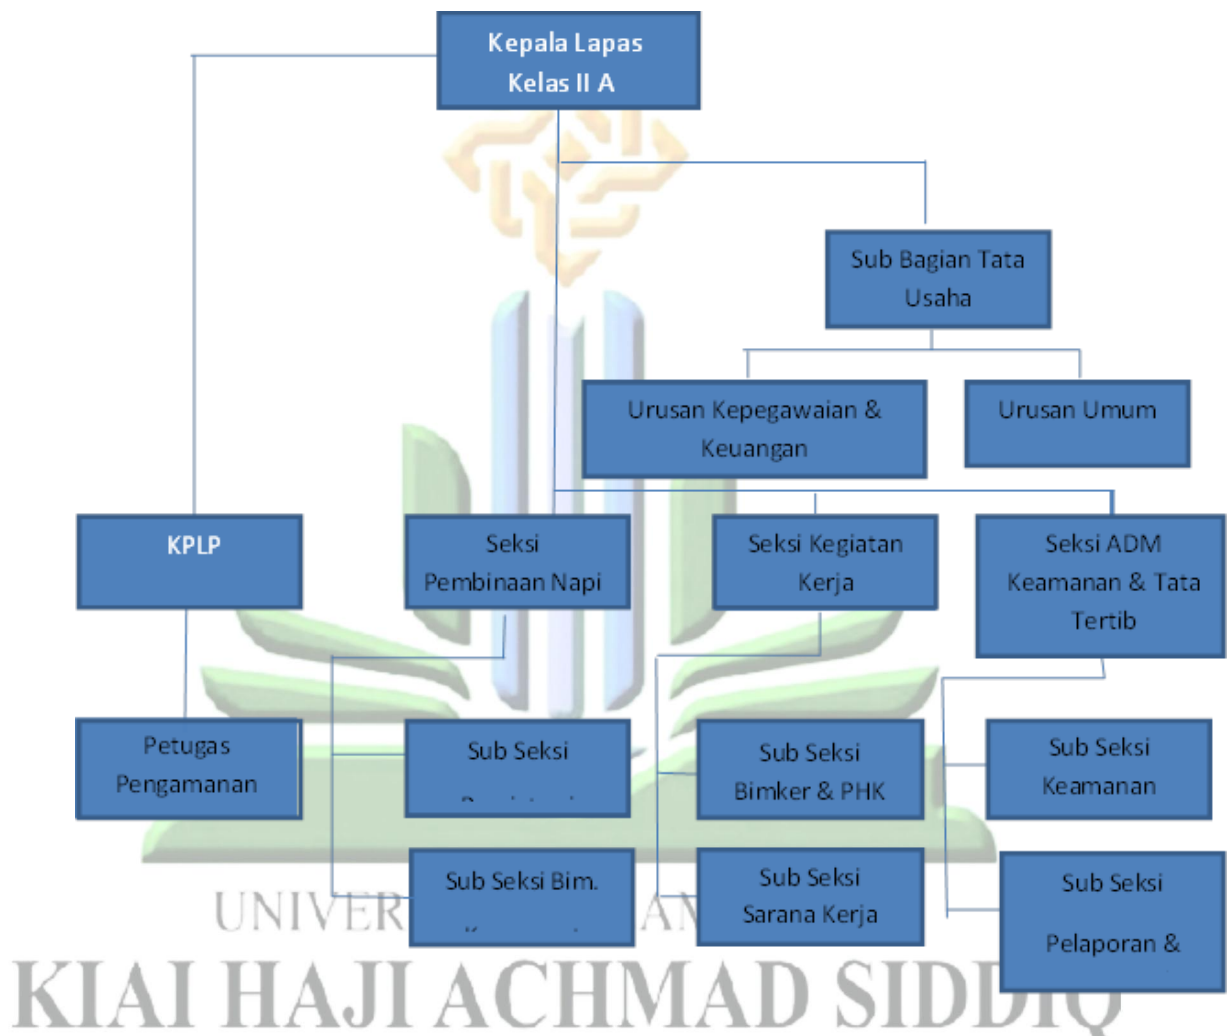 Kepala Lapas
Kelas II A
Sub Bagian Tata
Usaha
Urusan Kepegawaian &
Keuangan
Urusan Umum
KPLP
Seksi
Pembinaan Napi
Seksi Kegiatan
Kerja
Seksi ADM
Keamanan & Tata
Tertib
Petugas
Pengamanan
Sub Seksi
Sub Seksi
Bimker & PHK
Sub Seksi
Keamanan
Sub Seksi Bim.
Sub Seksi
Sarana Kerja
Sub Seksi
Pelaporan &
KIAI HAJI ACHMAD SIDDIQ